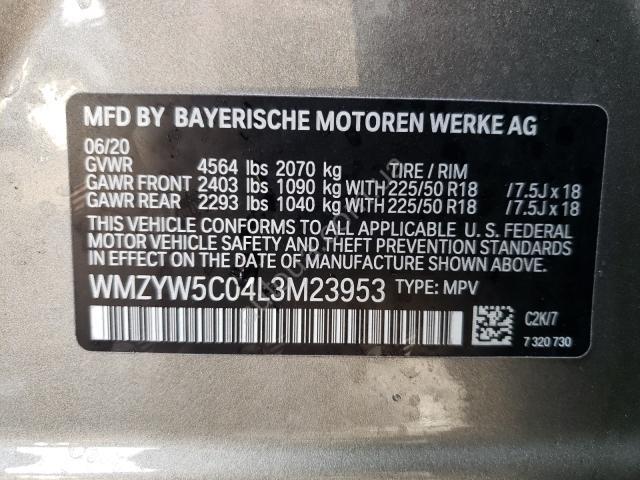 MFD BY BAYERISCHE MOTOREN WERKE AG
06/20
GVWR 4564 lbs 2070 kg TIRE / RIM
GAWR FRONT 2403 lbs 1090 kg WITH 225/50 R18 /7.5J x 18
GAWR REAR 2293 lbs 1040 kg WITH 225/50 R18 /7.5J x 18
THIS VEHICLE CONFORMS TO ALL APPLICABLE U. S. FEDERAL
MOTOR VEHICLE SAFETY AND THEFT PREVENTION STANDARDS
IN EFFECT ON THE DATE OF MANUFACTURE SHOWN ABOVE.
WMZYW5C04L3M23953 TYPE: MPV
C2K/7
7 320 730